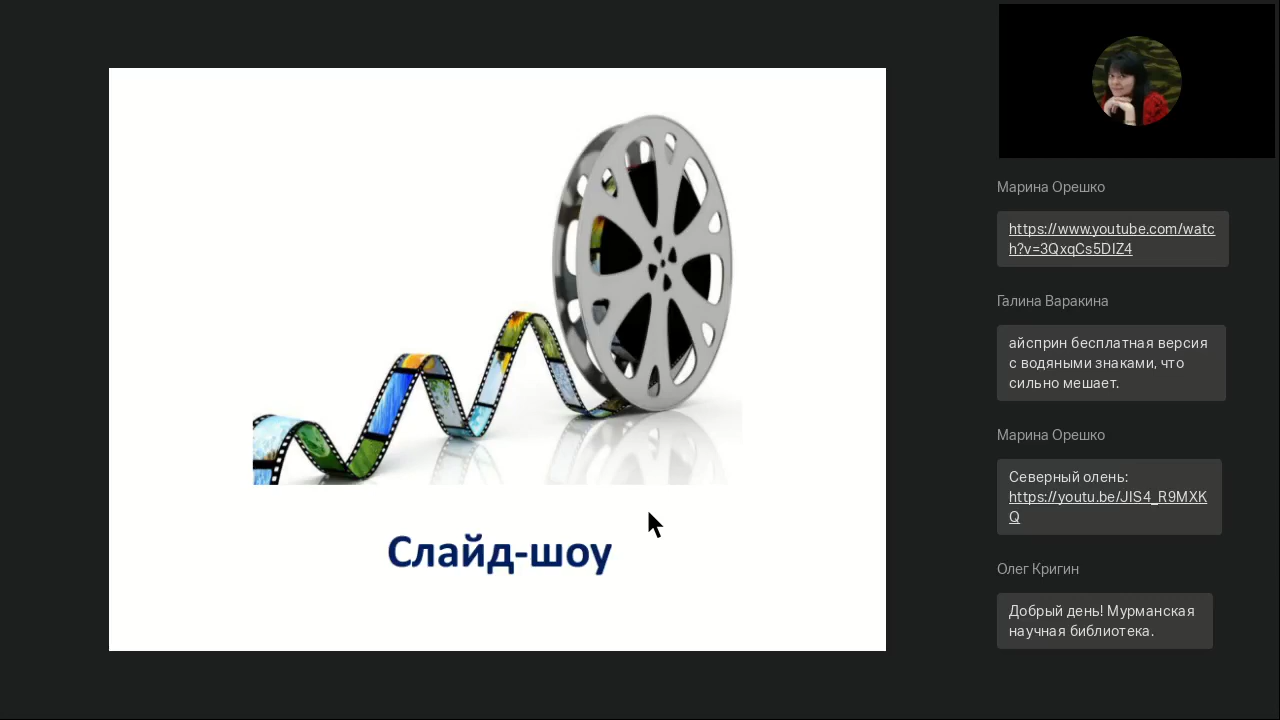 Слайд-шоу
Марина Орешко
https://www.youtube.com/watc
h?v=3QxqCs5DIZ4
Галина Варакина
айсприн бесплатная версия
с водяными знаками, что
сильно мешает.
Марина Орешко
Северный олень:
https://youtu.be/JIS4_R9MXK
Q
Олег Кригин
Добрый день! Мурманская
научная библиотека.